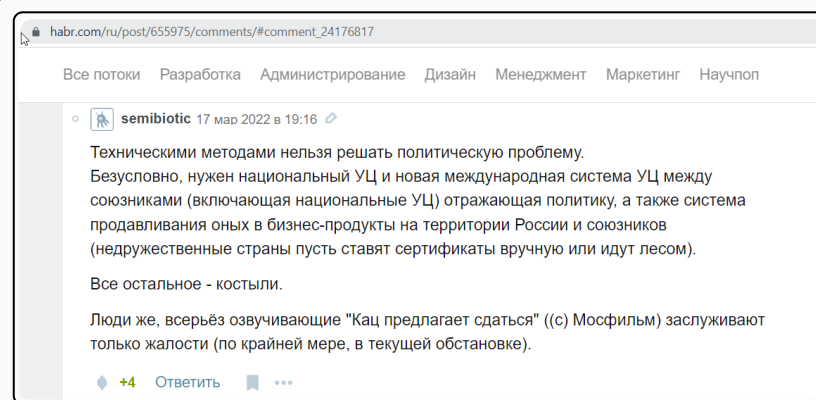 habr.com/ru/post/655975/comments/#comment_24176817
Все потоки Разработка Администрирование Дизайн Менеджмент Маркетинг Научпоп
semibiotic 17 мар 2022 в 19:16
Техническими методами нельзя решать политическую проблему.
Безусловно, нужен национальный УЦ и новая международная система УЦ между
союзниками (включающая национальные УЦ) отражающая политику, а также система
продавливания оных в бизнес-продукты на территории России и союзников
(недружественные страны пусть ставят сертификаты вручную или идут лесом).
Все остальное - костыли.
Люди же, всерьёз озвучивающие "Кац предлагает сдаться" ((с) Мосфильм) заслуживают
только жалости (по крайней мере, в текущей обстановке).
+4 Ответить